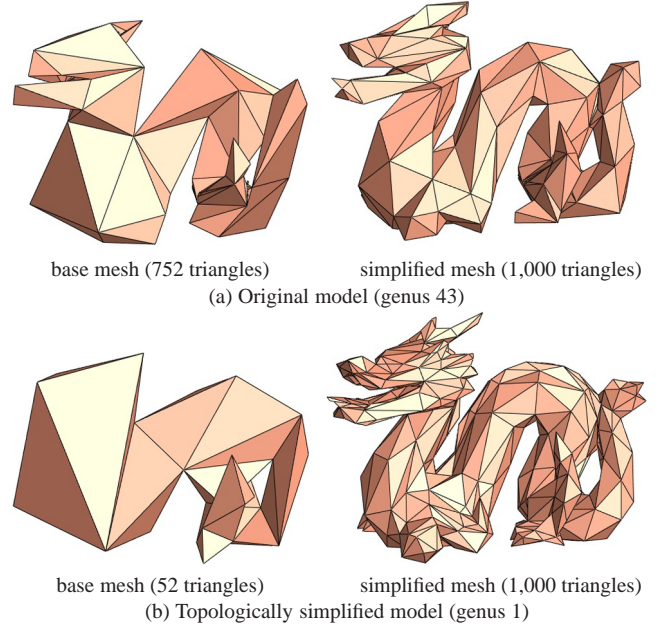 base mesh (752 triangles)
simplified mesh (1,000 triangles)
(a) Original model (genus 43)
base mesh (52 triangles)
simplified mesh (1,000 triangles)
(b) Topologically simplified model (genus 1)